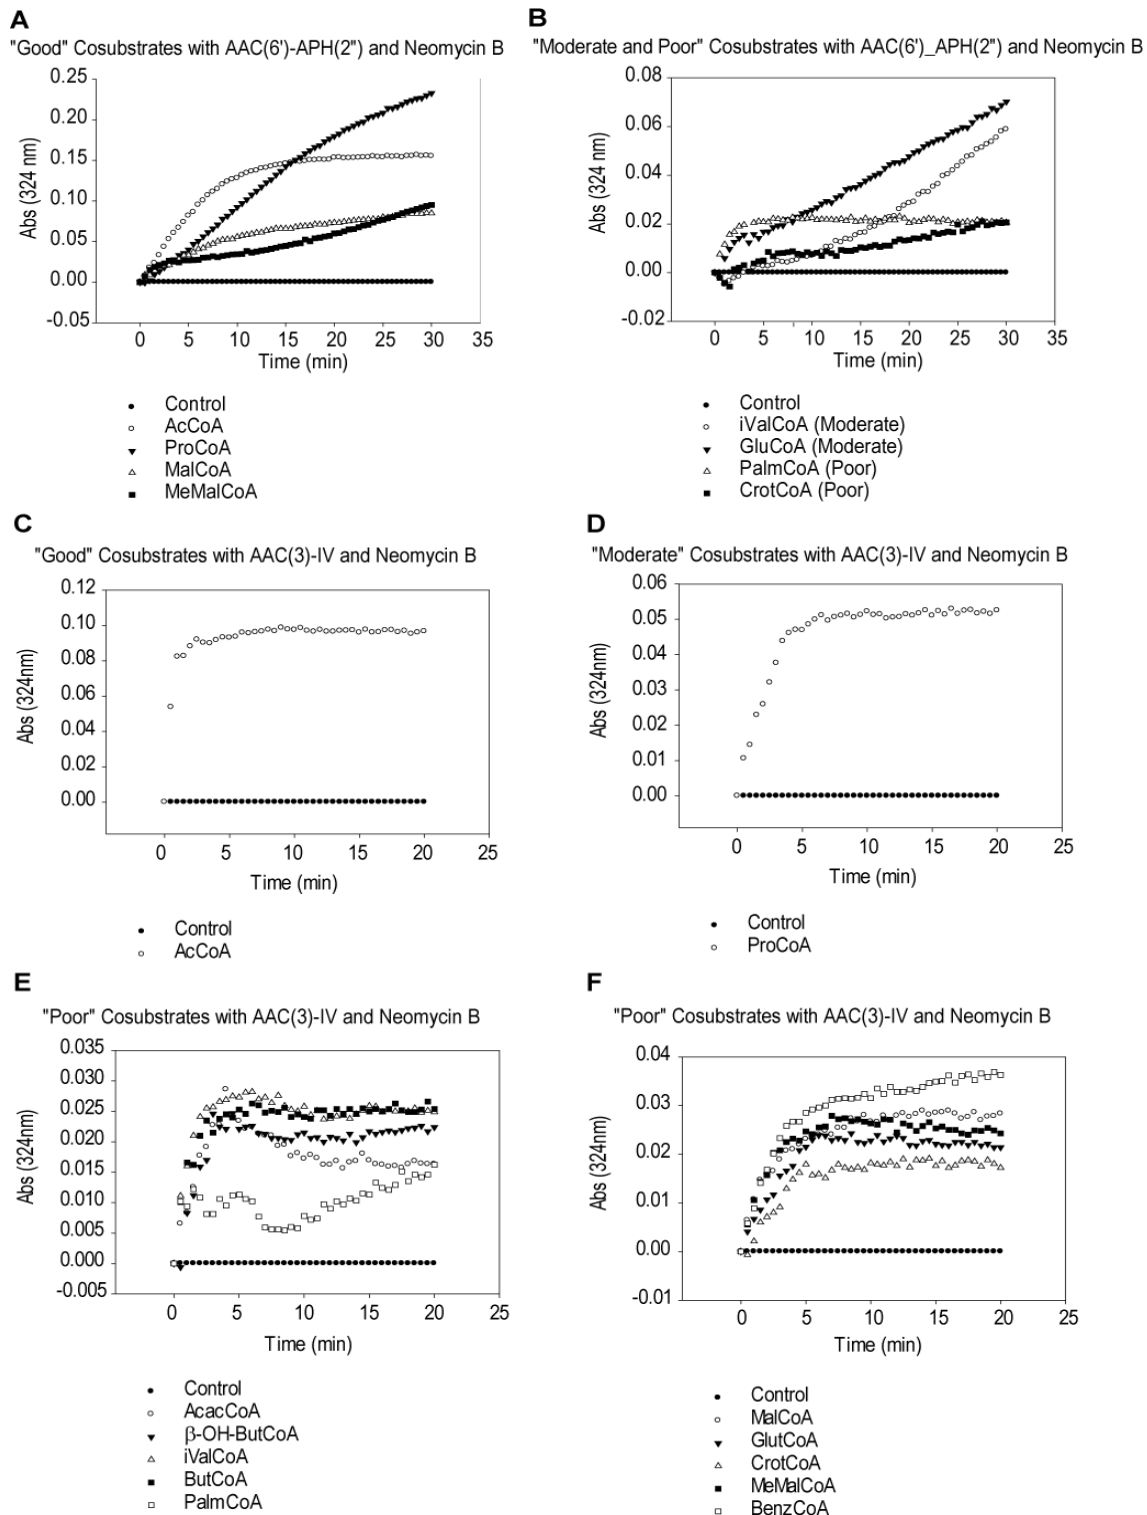 A
"Good" Cosubstrates with AAC(6')-APH(2") and Neomycin B
0.25
0.20
0.15
0.10
0.05
0.00
-0.05
Abs (324 nm)
0 5 10 15 20 25 30 35
Time (min)
Control
AcCoA
ProCoA
MalCoA
MeMalCoA
B
"Moderate and Poor" Cosubstrates with AAC(6')_APH(2") and Neomycin B
0.08
0.06
0.04
0.02
0.00
-0.02
Abs (324 nm)
0 5 10 15 20 25 30 35
Time (min)
Control
iValCoA (Moderate)
GluCoA (Moderate)
PalmCoA (Poor)
CrotCoA (Poor)
C
"Good" Cosubstrates with AAC(3)-IV and Neomycin B
0.12
0.10
0.08
0.06
0.04
0.02
0.00
Abs (324nm)
0 5 10 15 20 25
Time (min)
Control
AcCoA
D
"Moderate" Cosubstrates with AAC(3)-IV and Neomycin B
0.06
0.05
0.04
0.03
0.02
0.01
0.00
Abs (324nm)
0 5 10 15 20 25
Time (min)
Control
ProCoA
E
"Poor" Cosubstrates with AAC(3)-IV and Neomycin B
0.035
0.030
0.025
0.020
0.015
0.010
0.005
0.000
-0.005
Abs (324nm)
0 5 10 15 20 25
Time (min)
Control
AcacCoA
β-OH-ButCoA
iValCoA
ButCoA
PalmCoA
F
"Poor" Cosubstrates with AAC(3)-IV and Neomycin B
0.04
0.03
0.02
0.01
0.00
-0.01
Abs (324nm)
0 5 10 15 20 25
Time (min)
Control
MalCoA
GlutCoA
CrotCoA
MeMalCoA
BenzCoA